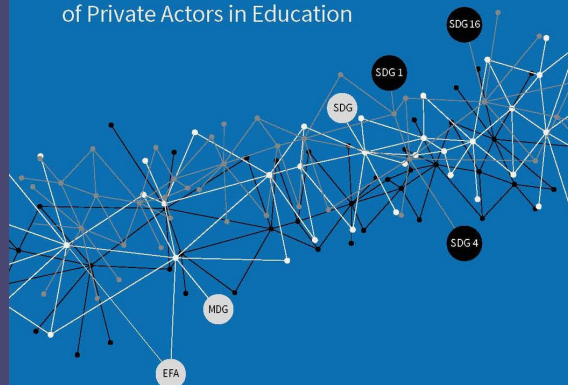 of Private Actors in Education
SDG 16
SDG 1
SDG
SDG 4
MDG
EFA